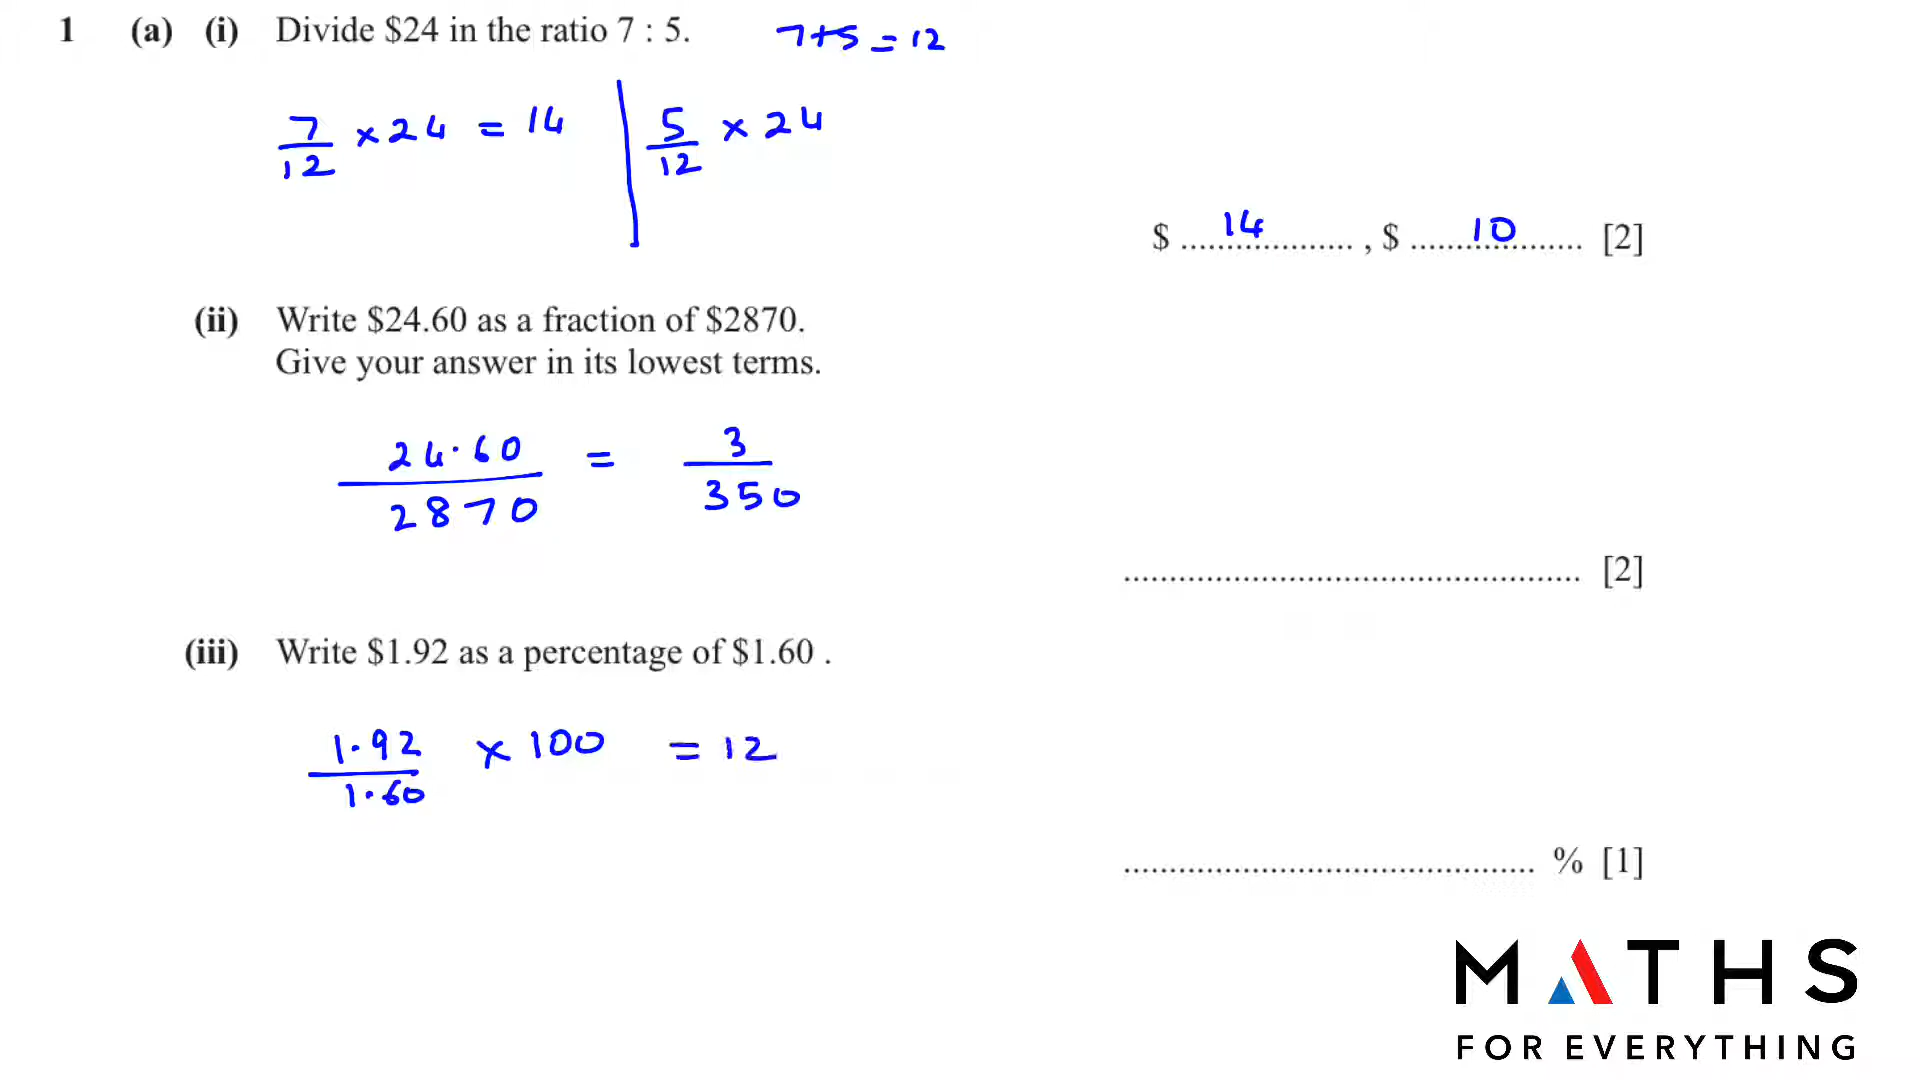 1 (a) (i) Divide $24 in the ratio 7 : 5. 7+5 = 12
7/12 × 24 = 14 | 5/12 × 24
$ 14 , $ 10 [2]
(ii) Write $24.60 as a fraction of $2870.
Give your answer in its lowest terms.
24.60/2870 = 3/350
.................................................. [2]
(iii) Write $1.92 as a percentage of $1.60 .
1.92/1.60 × 100 = 12
............................................. % [1]
MATHS
FOR EVERYTHING